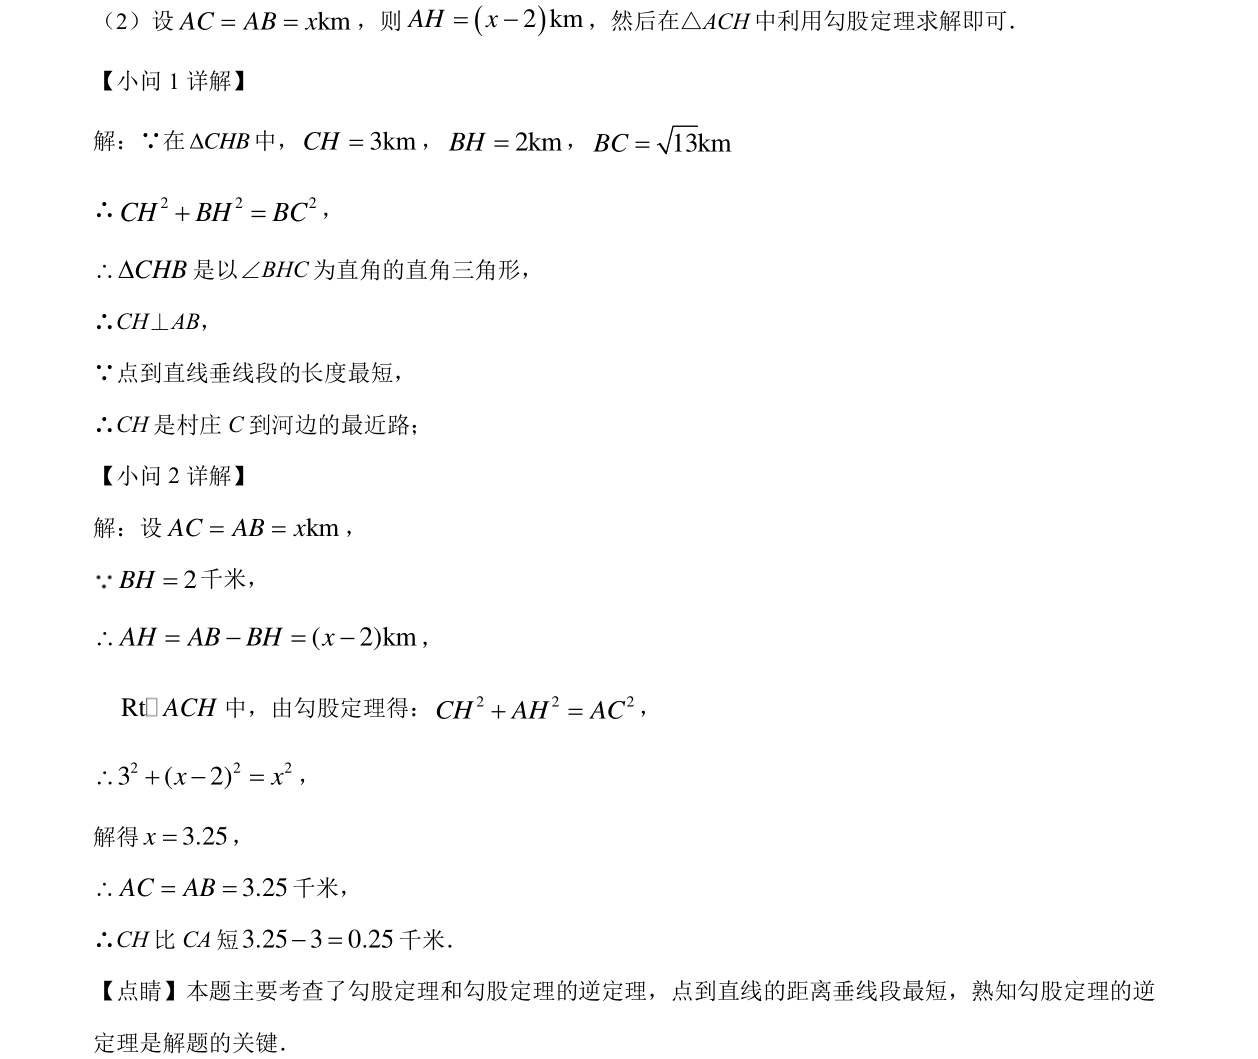 （2）设 AC = AB = xkm，则 AH = (x − 2)km，然后在△ACH 中利用勾股定理求解即可．
【小问 1 详解】
解：∵在 ΔCHB 中，CH = 3km，BH = 2km，BC = √13km
∴ CH² + BH² = BC²，
∴ ΔCHB 是以∠BHC 为直角的直角三角形，
∴CH⊥AB，
∵点到直线垂线段的长度最短，
∴CH 是村庄 C 到河边的最近路；
【小问 2 详解】
解：设 AC = AB = xkm，
∵ BH = 2 千米，
∴ AH = AB − BH = (x − 2)km，
Rt□ ACH 中，由勾股定理得：CH² + AH² = AC²，
∴ 3² + (x − 2)² = x²，
解得 x = 3.25，
∴ AC = AB = 3.25 千米，
∴CH 比 CA 短 3.25 − 3 = 0.25 千米．
【点睛】本题主要考查了勾股定理和勾股定理的逆定理，点到直线的距离垂线段最短，熟知勾股定理的逆
定理是解题的关键．